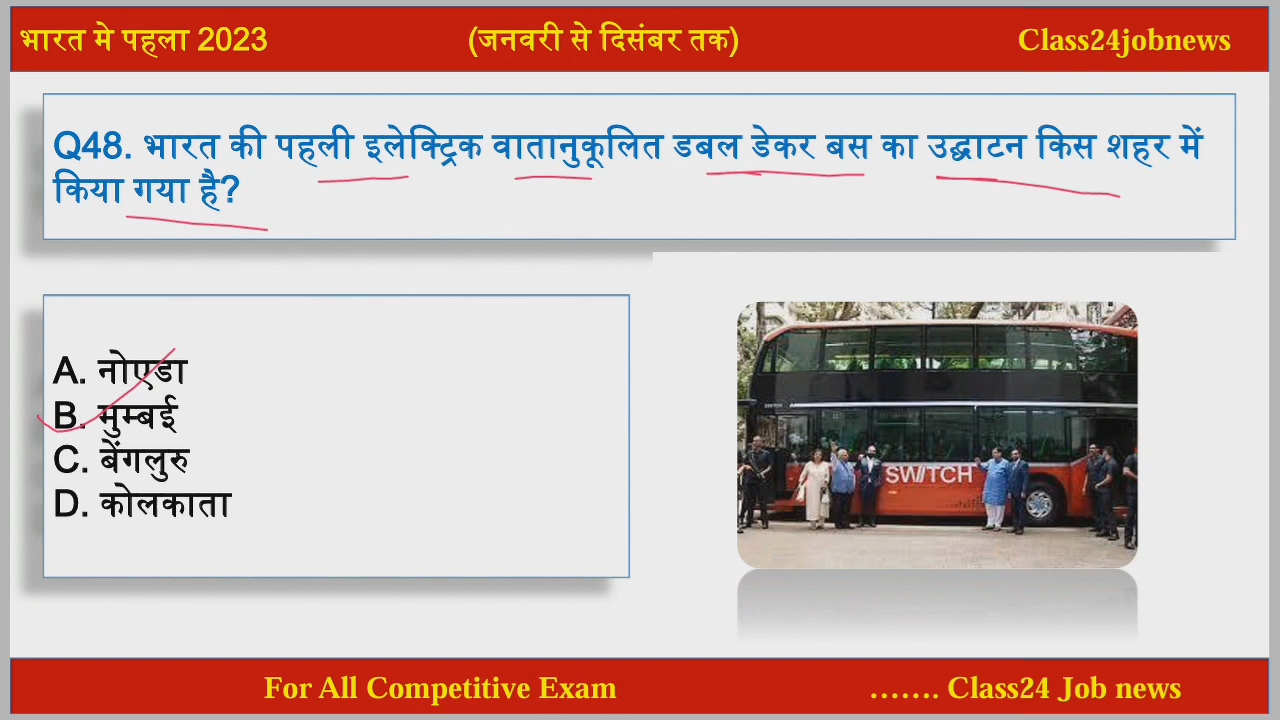 भारत मे पहला 2023 (जनवरी से दिसंबर तक) Class24jobnews
Q48. भारत की पहली इलेक्ट्रिक वातानुकूलित डबल डेकर बस का उद्घाटन किस शहर में
किया गया है?
A. नोएडा
B. मुम्बई
C. बेंगलुरु
D. कोलकाता
SWITCH
For All Competitive Exam ....... Class24 Job news